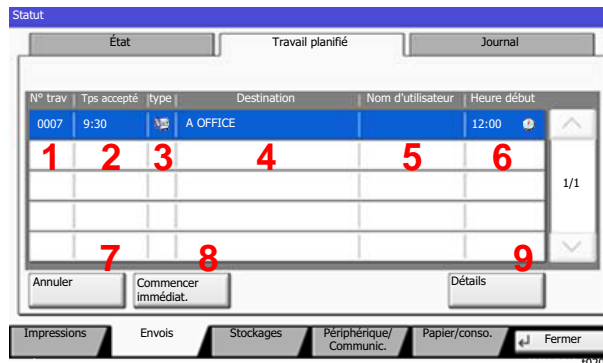 Statut
État Travail planifié Journal
N° trav Tps accepté type Destination Nom d'utilisateur Heure début
0007 9:30 A OFFICE 12:00
1 2 3 4 5 6
1/1
7 8 9
Annuler Commencer immédiat. Détails
Impressions Envois Stockages Périphérique/ Communic. Papier/conso. Fermer